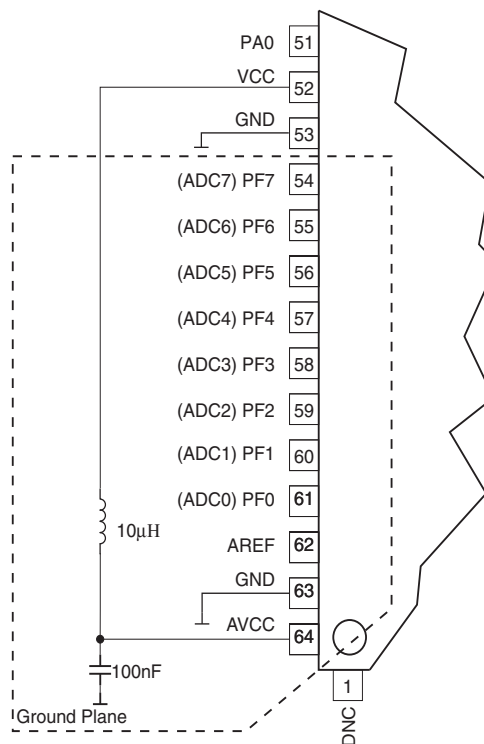 PA0 51
VCC 52
GND 53
(ADC7) PF7 54
(ADC6) PF6 55
(ADC5) PF5 56
(ADC4) PF4 57
(ADC3) PF3 58
(ADC2) PF2 59
(ADC1) PF1 60
(ADC0) PF0 61
10μH
AREF 62
GND 63
AVCC 64
100nF
1
Ground Plane
DNC